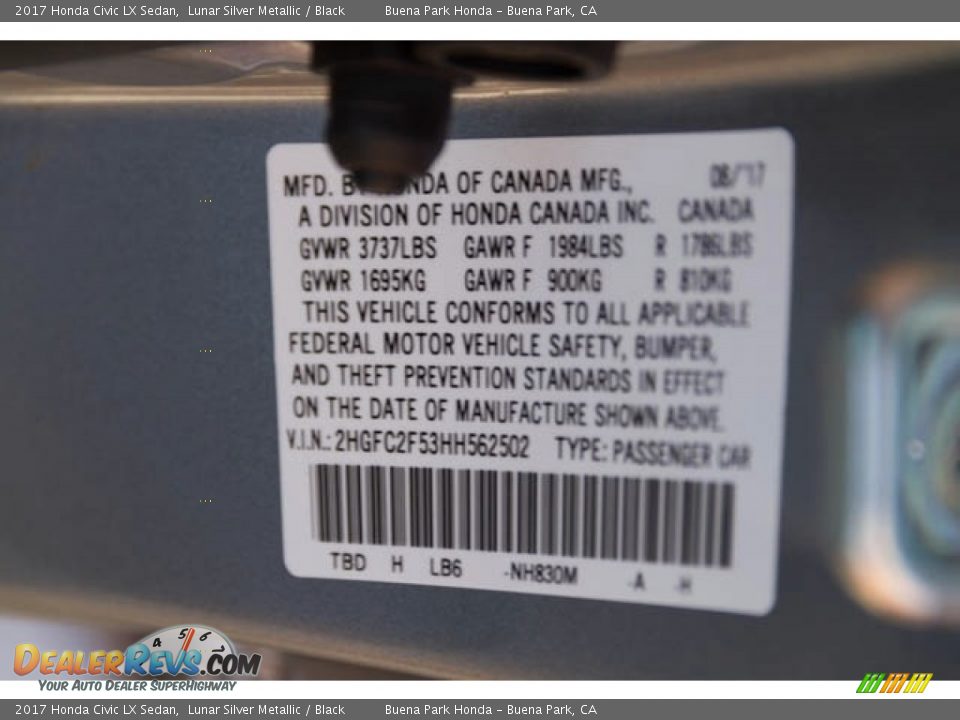 2017 Honda Civic LX Sedan,  Lunar Silver Metallic / Black  Buena Park Honda – Buena Park, CA
MFD. BY HONDA OF CANADA MFG., 08/'17
A DIVISION OF HONDA CANADA INC. CANADA
GVWR 3737LBS GAWR F 1984LBS R 1786LBS
GVWR 1695KG GAWR F 900KG R 810KG
THIS VEHICLE CONFORMS TO ALL APPLICABLE
FEDERAL MOTOR VEHICLE SAFETY, BUMPER,
AND THEFT PREVENTION STANDARDS IN EFFECT
ON THE DATE OF MANUFACTURE SHOWN ABOVE.
V.I.N.: 2HGFC2F53HH562502 TYPE: PASSENGER CAR
TBD H LB6 -NH830M -A -H
4 5 6 7
DEALERREVS.COM
YOUR AUTO DEALER SUPERHIGHWAY
2017 Honda Civic LX Sedan,  Lunar Silver Metallic / Black  Buena Park Honda – Buena Park, CA